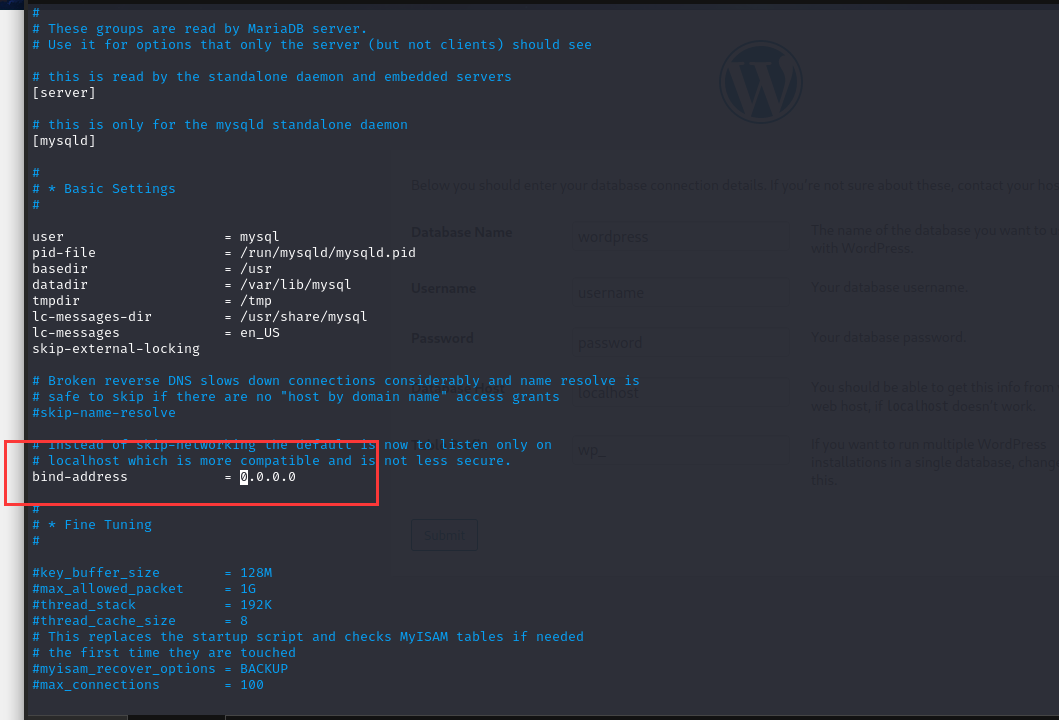 #
# These groups are read by MariaDB server.
# Use it for options that only the server (but not clients) should see
# this is read by the standalone daemon and embedded servers
[server]
# this is only for the mysqld standalone daemon
[mysqld]
#
# * Basic Settings
#
user = mysql
pid-file = /run/mysqld/mysqld.pid
basedir = /usr
datadir = /var/lib/mysql
tmpdir = /tmp
lc-messages-dir = /usr/share/mysql
lc-messages = en_US
skip-external-locking
# Broken reverse DNS slows down connections considerably and name resolve is
# safe to skip if there are no "host by domain name" access grants
#skip-name-resolve
# Instead of skip-networking the default is now to listen only on
# localhost which is more compatible and is not less secure.
bind-address = 0.0.0.0
#
# * Fine Tuning
#
#key_buffer_size = 128M
#max_allowed_packet = 1G
#thread_stack = 192K
#thread_cache_size = 8
# This replaces the startup script and checks MyISAM tables if needed
# the first time they are touched
#myisam_recover_options = BACKUP
#max_connections = 100
Below you should enter your database connection details. If you're not sure about these, contact your
Database Name
wordpress
The name of the database you want to
with WordPress.
Username
username
Your database username.
Password
password
Your database password.
localhost
You should be able to get this info from
web host, if localhost doesn't work.
wp_
If you want to run multiple WordPress
installations in a single database, change
this.
Submit